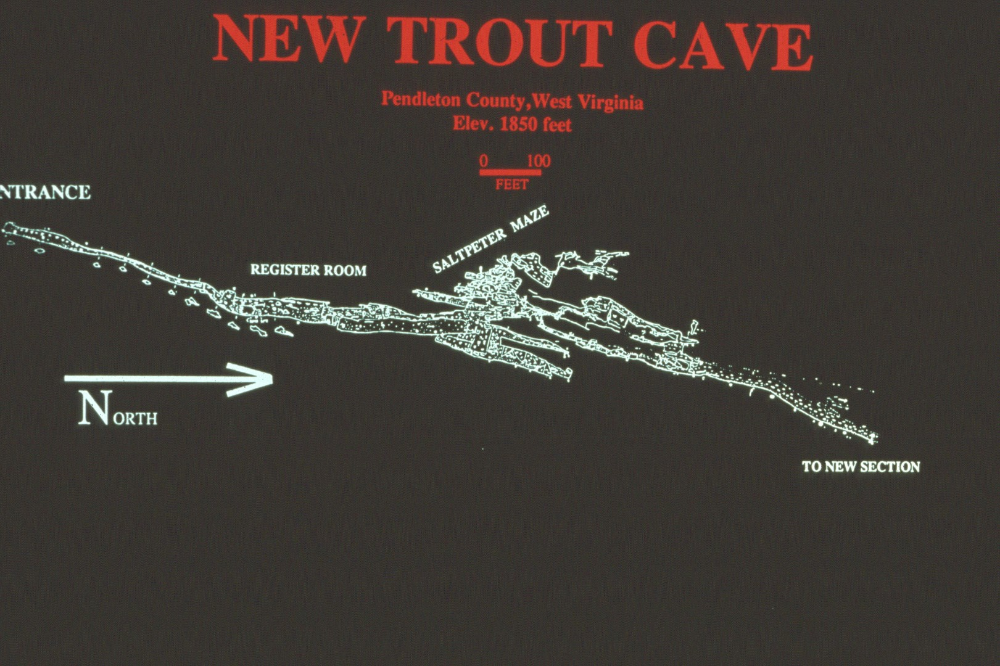 NEW TROUT CAVE
Pendleton County,West Virginia
Elev. 1850 feet
0 100
FEET
NTRANCE
SALTPETER MAZE
REGISTER ROOM
NORTH
TO NEW SECTION